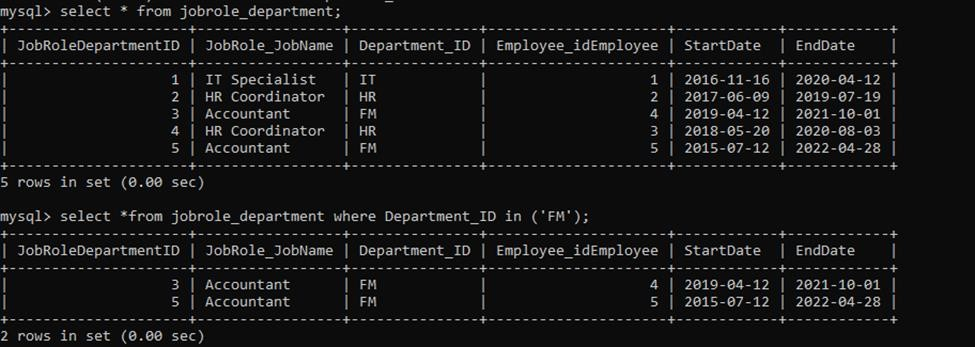 mysql> select * from jobrole_department;
+---------------------+-----------------+---------------+---------------------+------------+------------+
| JobRoleDepartmentID | JobRole_JobName | Department_ID | Employee_idEmployee | StartDate  | EndDate    |
+---------------------+-----------------+---------------+---------------------+------------+------------+
|                   1 | IT Specialist   | IT            |                   1 | 2016-11-16 | 2020-04-12 |
|                   2 | HR Coordinator  | HR            |                   2 | 2017-06-09 | 2019-07-19 |
|                   3 | Accountant      | FM            |                   4 | 2019-04-12 | 2021-10-01 |
|                   4 | HR Coordinator  | HR            |                   3 | 2018-05-20 | 2020-08-03 |
|                   5 | Accountant      | FM            |                   5 | 2015-07-12 | 2022-04-28 |
+---------------------+-----------------+---------------+---------------------+------------+------------+
5 rows in set (0.00 sec)
mysql> select *from jobrole_department where Department_ID in ('FM');
+---------------------+-----------------+---------------+---------------------+------------+------------+
| JobRoleDepartmentID | JobRole_JobName | Department_ID | Employee_idEmployee | StartDate  | EndDate    |
+---------------------+-----------------+---------------+---------------------+------------+------------+
|                   3 | Accountant      | FM            |                   4 | 2019-04-12 | 2021-10-01 |
|                   5 | Accountant      | FM            |                   5 | 2015-07-12 | 2022-04-28 |
+---------------------+-----------------+---------------+---------------------+------------+------------+
2 rows in set (0.00 sec)